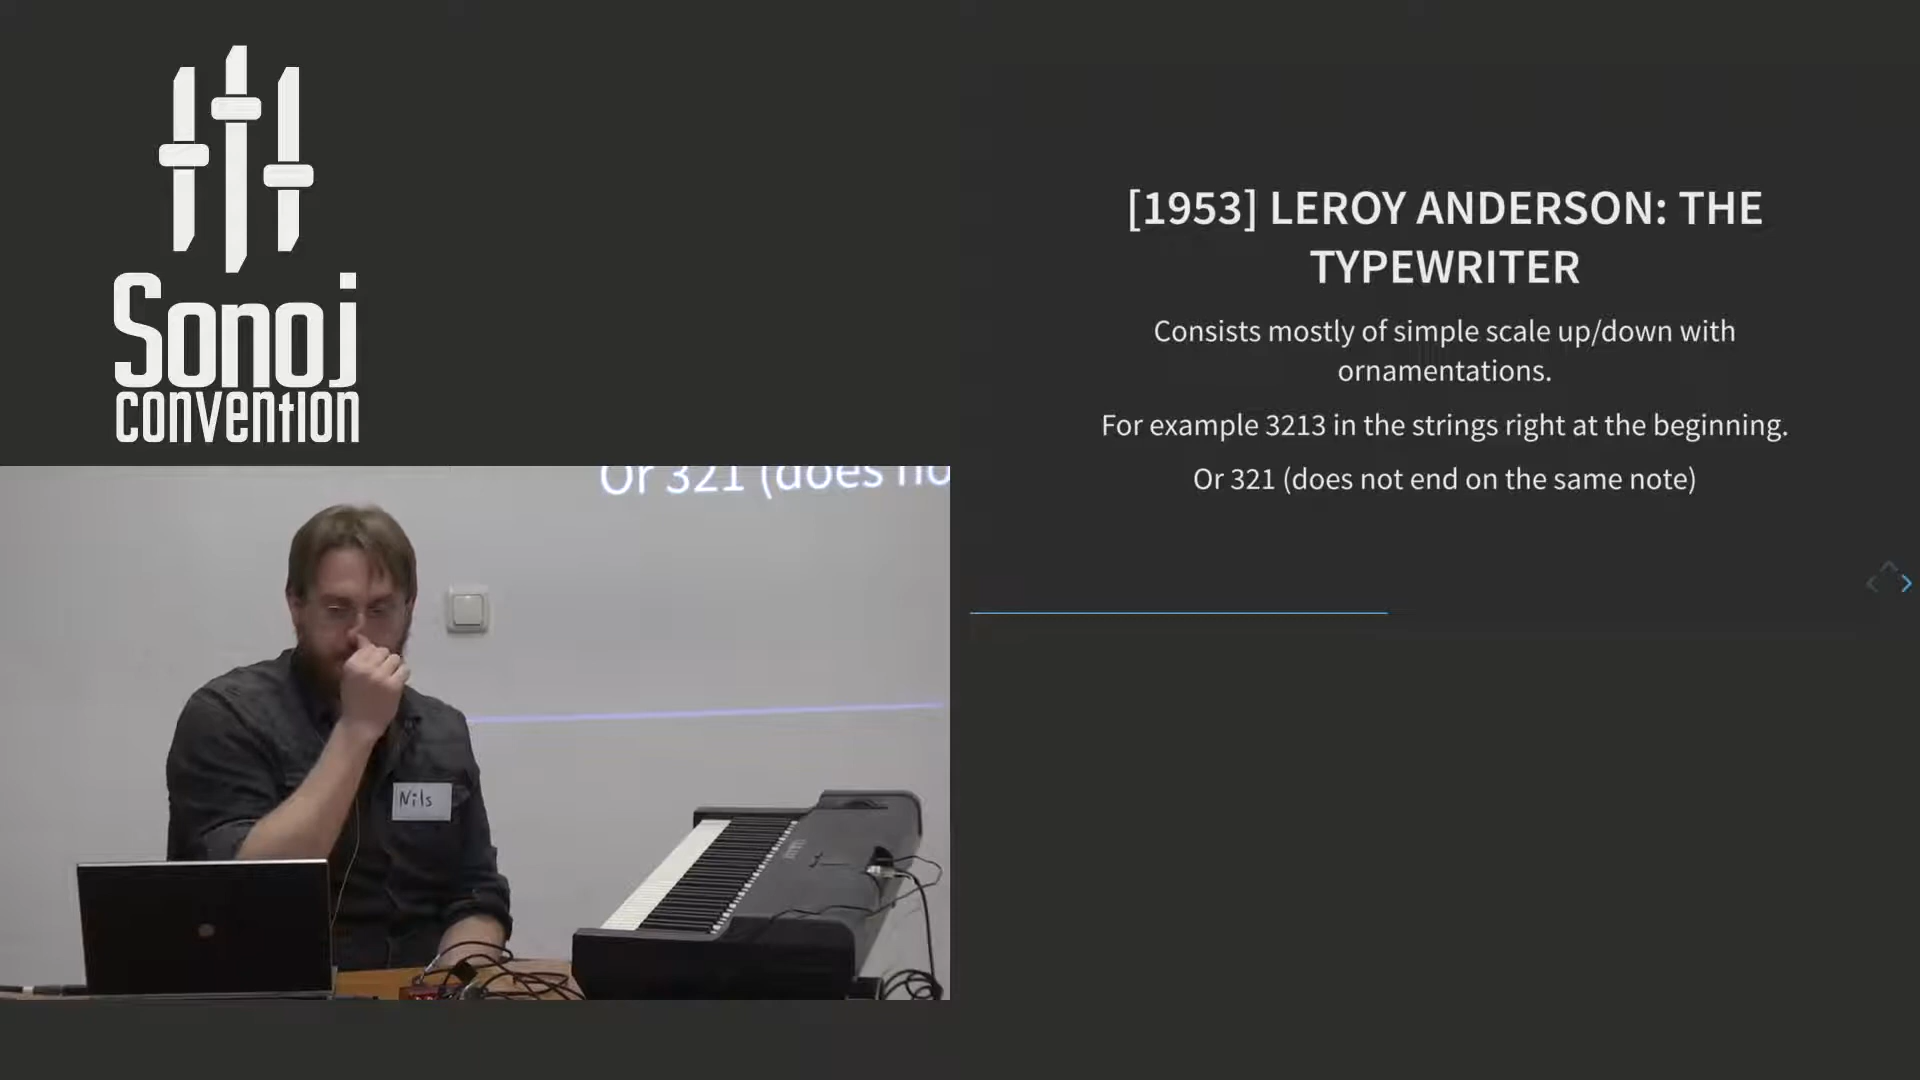 Sonoj
convention
[1953] LEROY ANDERSON: THE
TYPEWRITER
Consists mostly of simple scale up/down with
ornamentations.
For example 3213 in the strings right at the beginning.
Or 321 (does not end on the same note)
Or 321 (does no
Nils